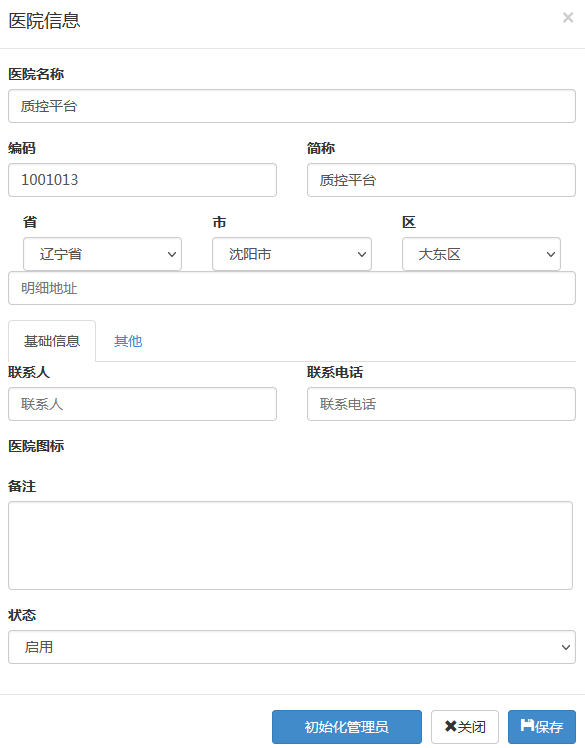 医院信息 ×
医院名称
质控平台
编码 简称
1001013 质控平台
省 市 区
辽宁省 沈阳市 大东区
明细地址
基础信息 其他
联系人 联系电话
联系人 联系电话
医院图标
备注
状态
启用
初始化管理员 ✖关闭 保存